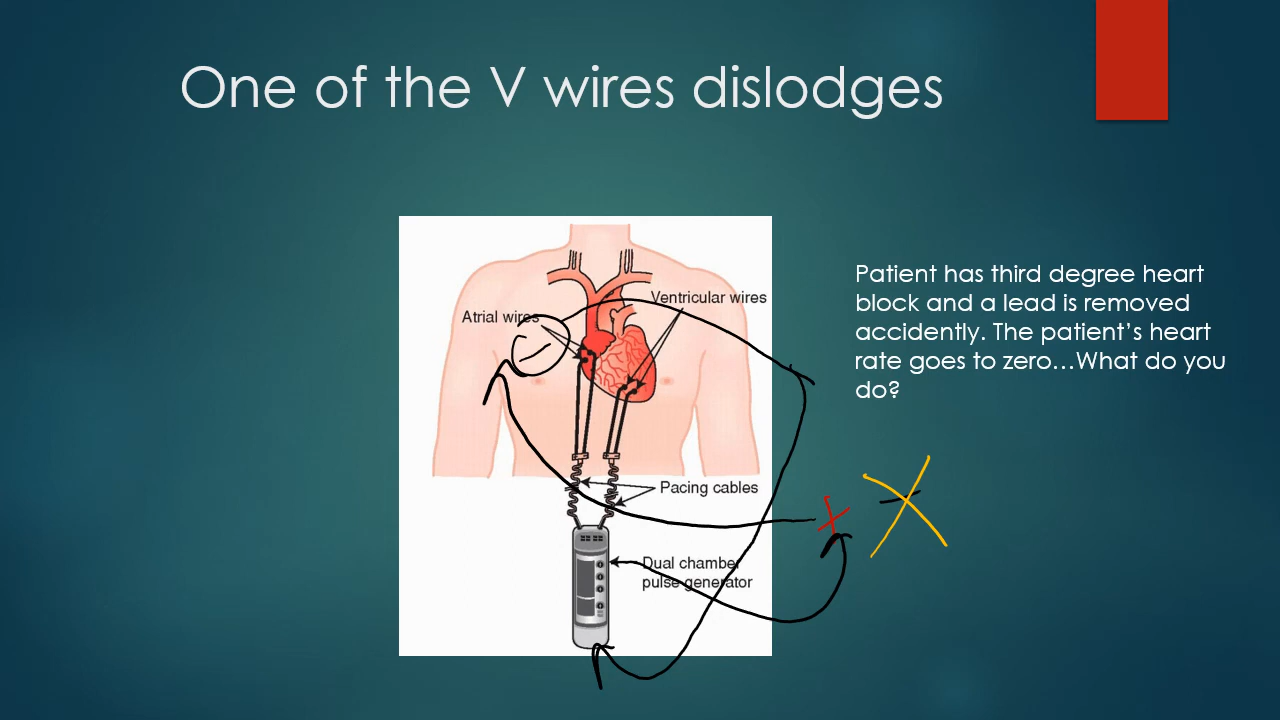 One of the V wires dislodges
Ventricular wires
Atrial wires
Patient has third degree heart
block and a lead is removed
accidently. The patient's heart
rate goes to zero...What do you
do?
Pacing cables
Dual chamber
pulse generator